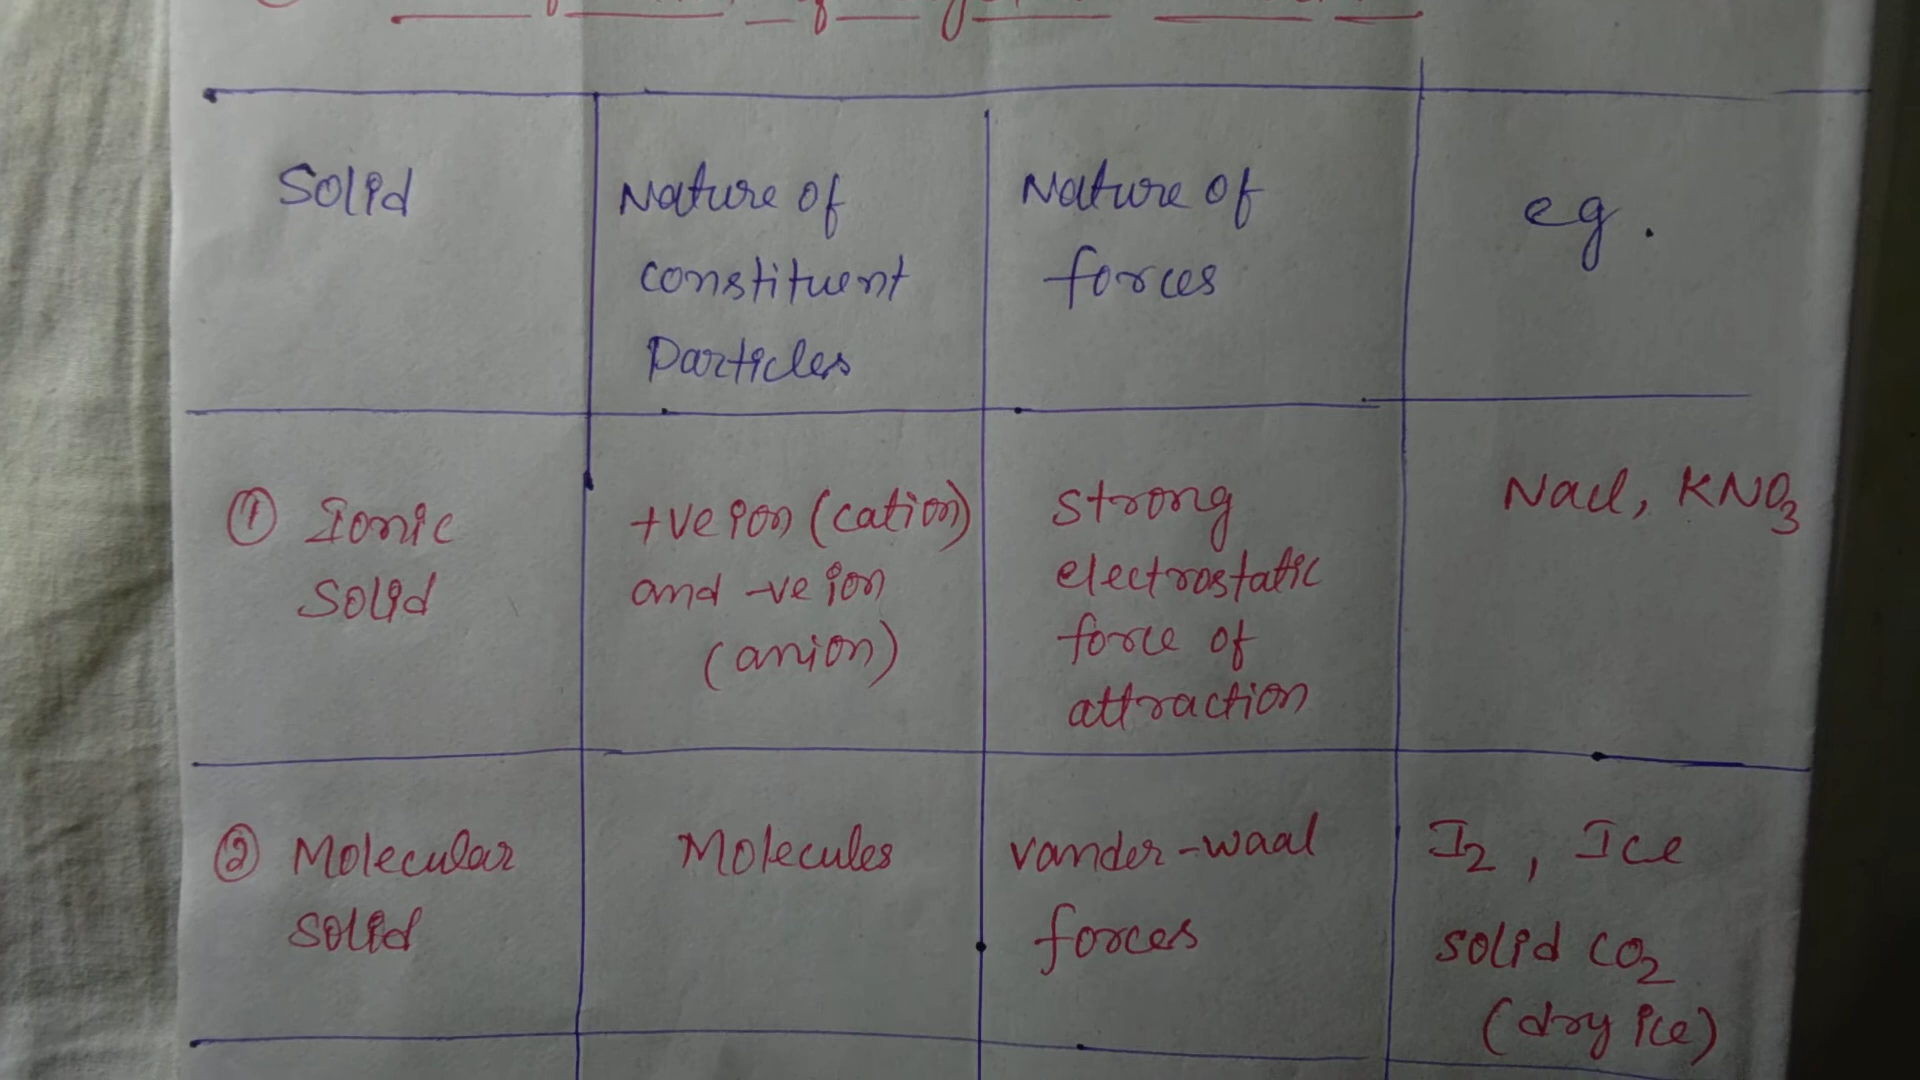 Solid
Nature of
constituent
Particles
Nature of
forces
eg.
① Ionic
Solid
+ve ion (cation)
and -ve ion
(anion)
Strong
electrostatic
force of
attraction
NaCl, KNO₃
② Molecular
solid
Molecules
vander-waal
forces
I₂, Ice
solid CO₂
(dry ice)